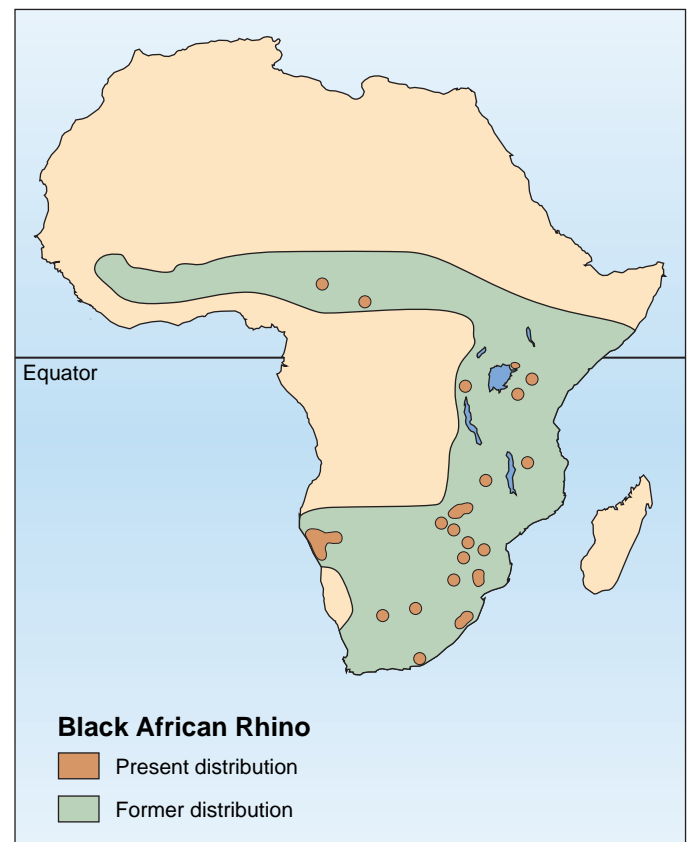 Equator
Black African Rhino
Present distribution
Former distribution